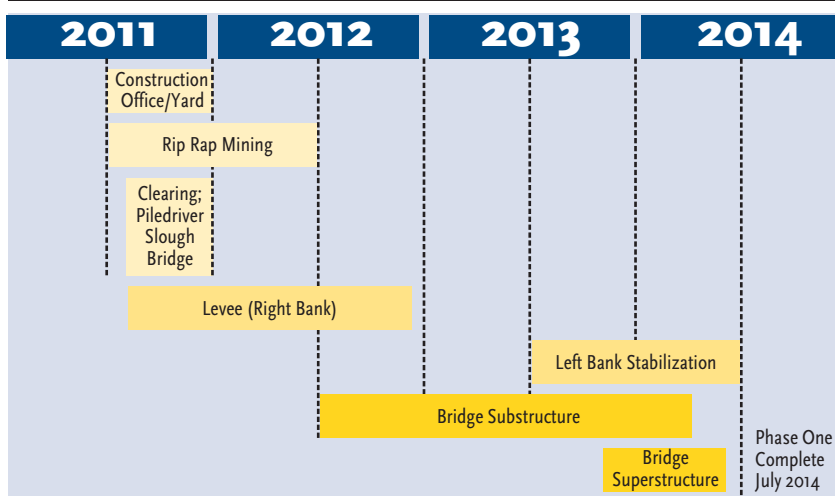 2011 2012 2013 2014
Construction
Office/Yard
Rip Rap Mining
Clearing;
Piledriver
Slough
Bridge
Levee (Right Bank)
Left Bank Stabilization
Bridge Substructure
Bridge
Superstructure
Phase One
Complete
July 2014